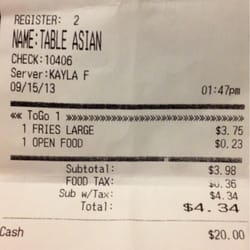 REGISTER: 2
NAME:TABLE ASIAN
CHECK:10406
Server:KAYLA F
09/15/13 01:47pm
«« ToGo 1 »»»»»»»»»»»»»»»»»»»»»»»»
1 FRIES LARGE $3.75
1 OPEN FOOD $0.23
Subtotal: $3.98
FOOD TAX: $0.36
Sub w/Tax: $4.34
Total: $4.34
Cash $20.00